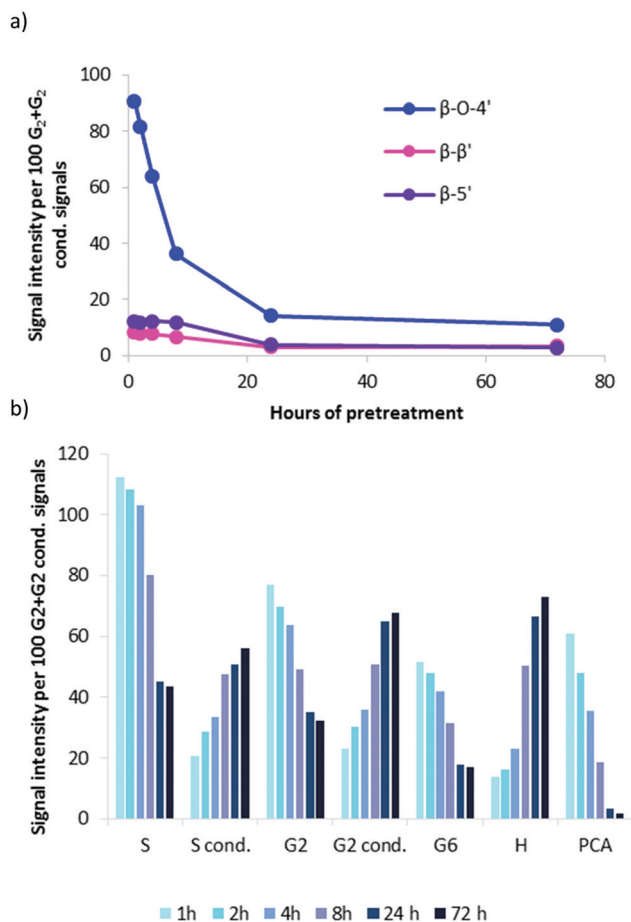 a)
Signal intensity per 100 G₂+G₂
cond. signals
100
80
60
40
20
0
β-O-4'
β-β'
β-5'
0 20 40 60 80
Hours of pretreatment
b)
Signal intensity per 100 G2+G2 cond. signals
120
100
80
60
40
20
0
S S cond. G2 G2 cond. G6 H PCA
1h 2h 4h 8h 24 h 72 h